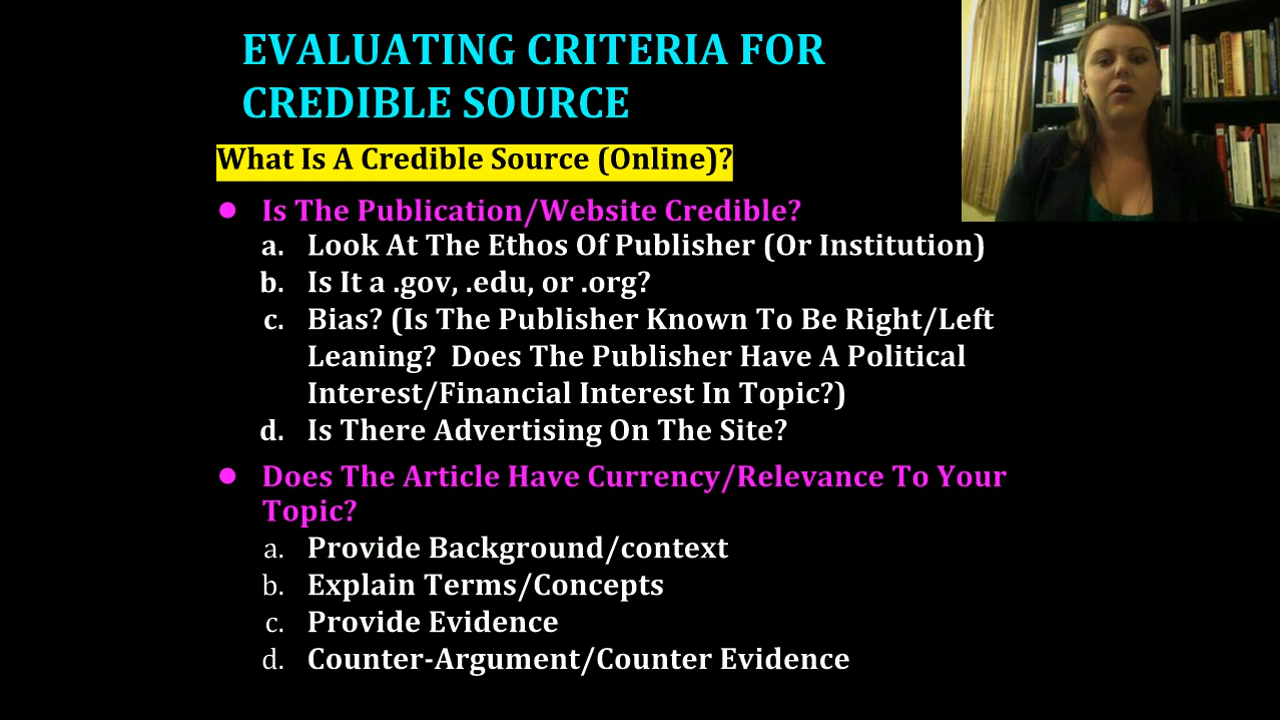 EVALUATING CRITERIA FOR
CREDIBLE SOURCE
What Is A Credible Source (Online)?
● Is The Publication/Website Credible?
a. Look At The Ethos Of Publisher (Or Institution)
b. Is It a .gov, .edu, or .org?
c. Bias? (Is The Publisher Known To Be Right/Left
Leaning?  Does The Publisher Have A Political
Interest/Financial Interest In Topic?)
d. Is There Advertising On The Site?
● Does The Article Have Currency/Relevance To Your
Topic?
a. Provide Background/context
b. Explain Terms/Concepts
c. Provide Evidence
d. Counter-Argument/Counter Evidence